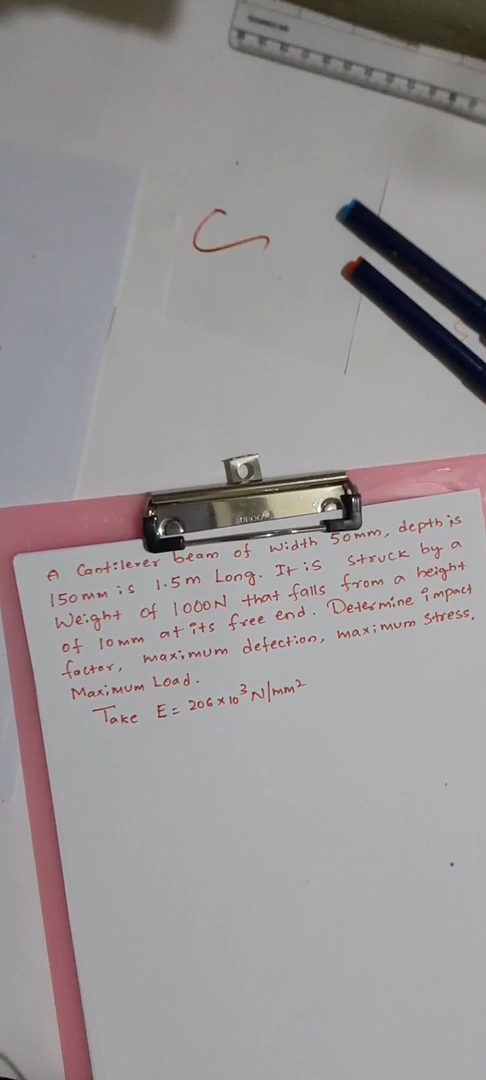 A Cantilever beam of width 50mm, depth is
150mm is 1.5m Long. It is struck by a
Weight of 1000N that falls from a height
of 10mm at its free end. Determine impact
factor, maximum defection, maximum stress,
Maximum Load.
Take E = 206 × 10³ N/mm²